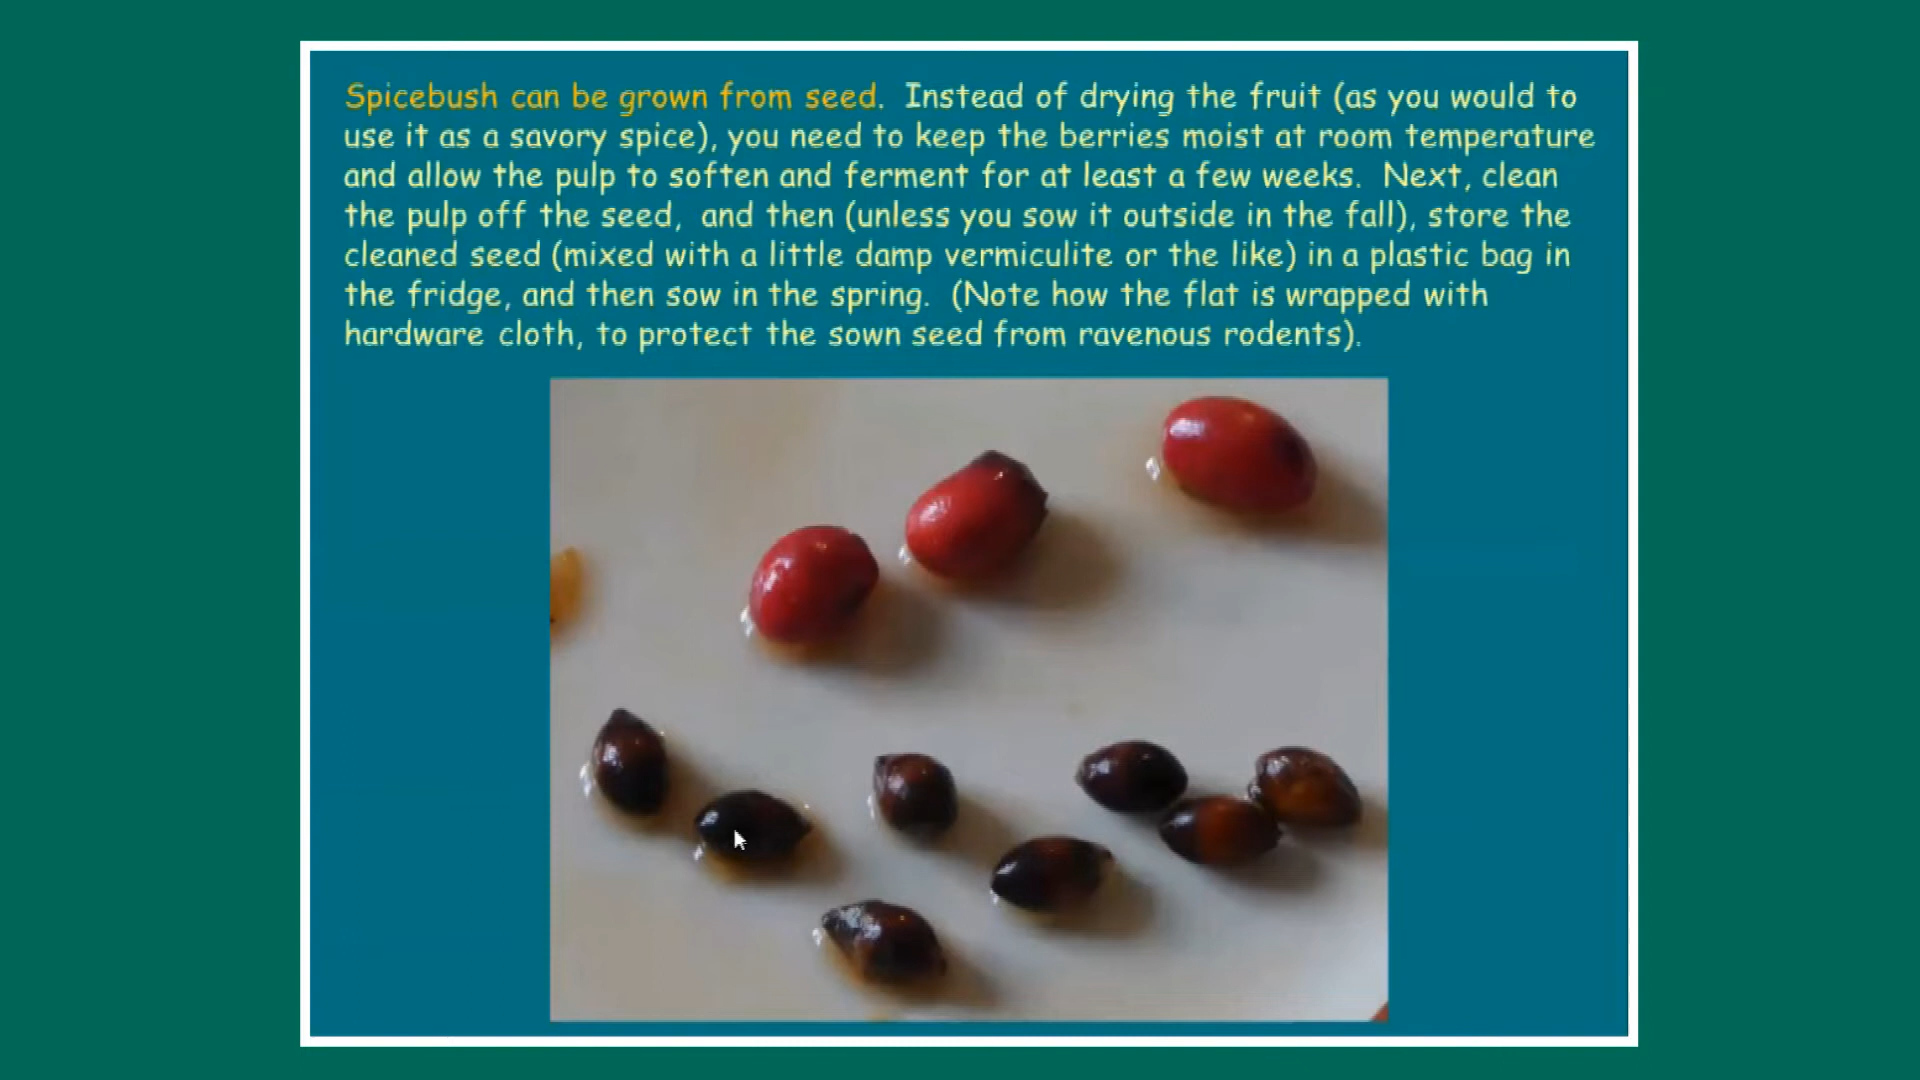 Spicebush can be grown from seed.  Instead of drying the fruit (as you would to
use it as a savory spice), you need to keep the berries moist at room temperature
and allow the pulp to soften and ferment for at least a few weeks.  Next, clean
the pulp off the seed,  and then (unless you sow it outside in the fall), store the
cleaned seed (mixed with a little damp vermiculite or the like) in a plastic bag in
the fridge, and then sow in the spring.  (Note how the flat is wrapped with
hardware cloth, to protect the sown seed from ravenous rodents).